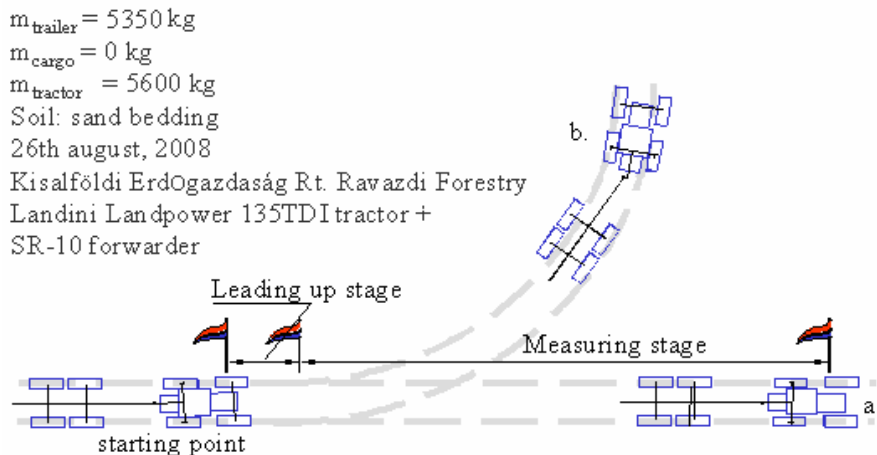 m_trailer = 5350 kg
m_cargo = 0 kg
m_tractor = 5600 kg
Soil: sand bedding
26th august, 2008
Kisalföldi ErdOgazdaság Rt. Ravazdi Forestry
Landini Landpower 135TDI tractor +
SR-10 forwarder
b.
Leading up stage
Measuring stage
a
starting point